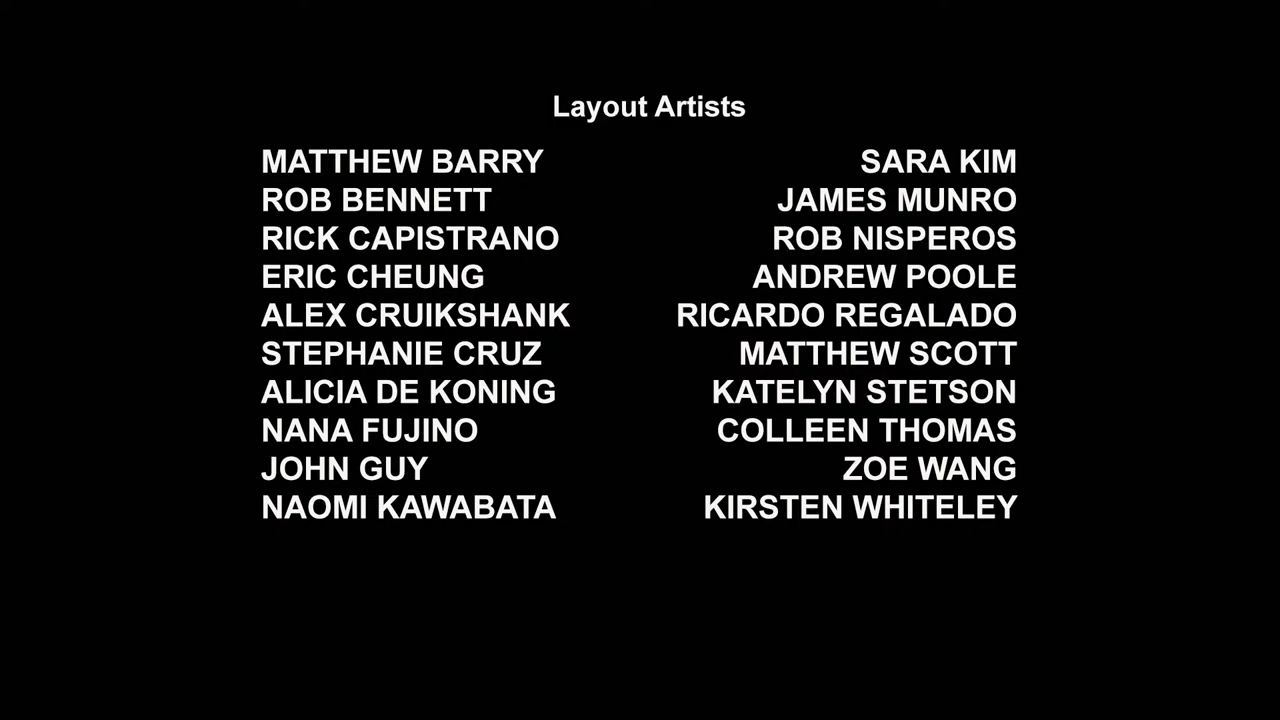 Layout Artists
MATTHEW BARRY SARA KIM
ROB BENNETT JAMES MUNRO
RICK CAPISTRANO ROB NISPEROS
ERIC CHEUNG ANDREW POOLE
ALEX CRUIKSHANK RICARDO REGALADO
STEPHANIE CRUZ MATTHEW SCOTT
ALICIA DE KONING KATELYN STETSON
NANA FUJINO COLLEEN THOMAS
JOHN GUY ZOE WANG
NAOMI KAWABATA KIRSTEN WHITELEY